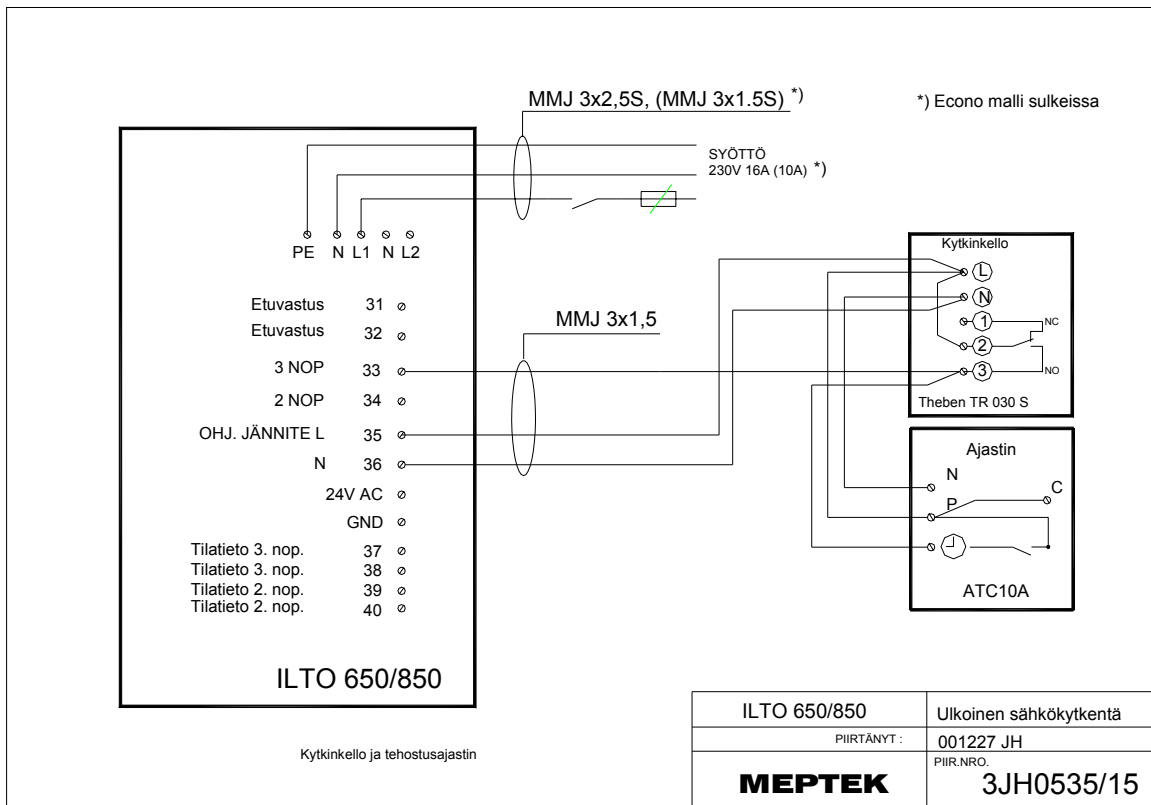 MMJ 3x2,5S, (MMJ 3x1.5S) *)
*) Econo malli sulkeissa
SYÖTTÖ
230V 16A (10A) *)
PE N L1 N L2
Etuvastus 31
Etuvastus 32
3 NOP 33
2 NOP 34
OHJ. JÄNNITE L 35
N 36
24V AC
GND
Tilatieto 3. nop. 37
Tilatieto 3. nop. 38
Tilatieto 2. nop. 39
Tilatieto 2. nop. 40
ILTO 650/850
MMJ 3x1,5
Kytkinkello
L
N
1 NC
2
3 NO
Theben TR 030 S
Ajastin
N
C
P
ATC10A
Kytkinkello ja tehostusajastin
ILTO 650/850
Ulkoinen sähkökytkentä
PIIRTÄNYT :
001227 JH
MEPTEK
PIIR.NRO.
3JH0535/15